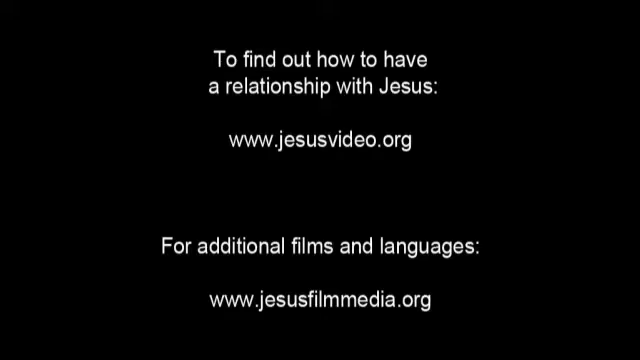 To find out how to have
a relationship with Jesus:
www.jesusvideo.org
For additional films and languages:
www.jesusfilmmedia.org